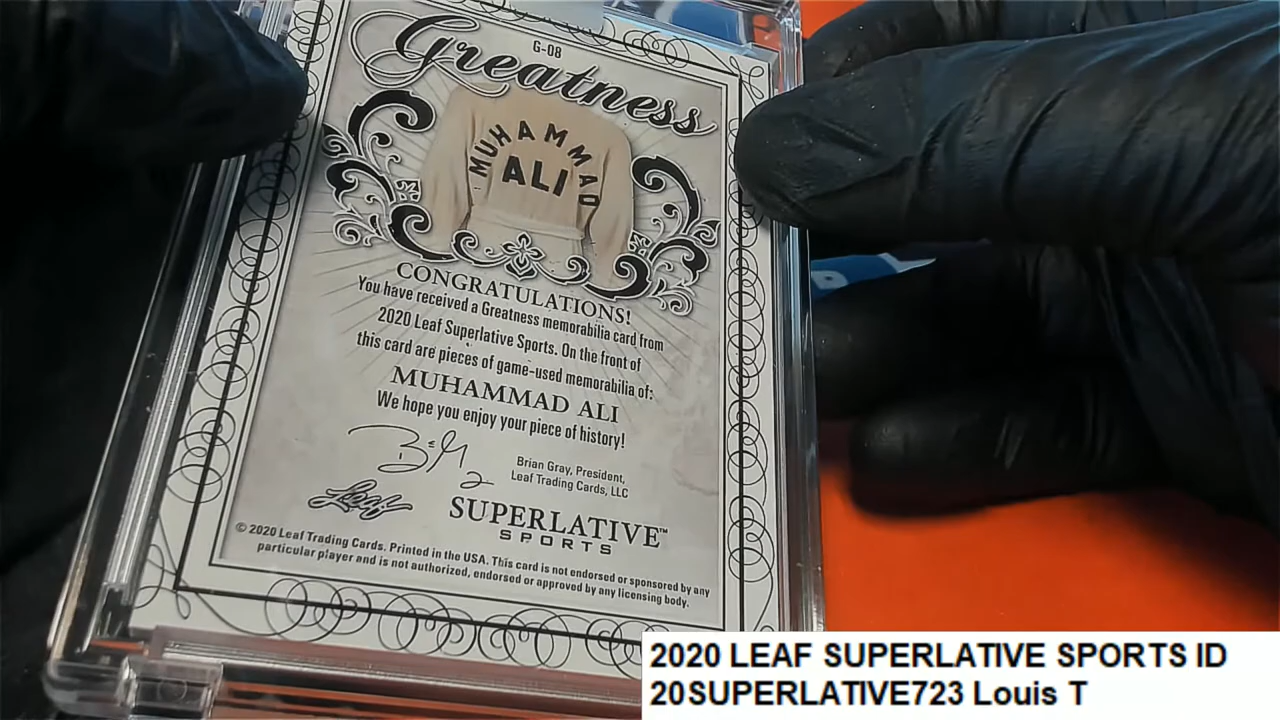 G-08
Greatness
MUHAMMAD
ALI
CONGRATULATIONS!
You have received a Greatness memorabilia card from
2020 Leaf Superlative Sports. On the front of
this card are pieces of game-used memorabilia of:
MUHAMMAD ALI
We hope you enjoy your piece of history!
Brian Gray, President,
Leaf Trading Cards, LLC
Leaf
SUPERLATIVE™
SPORTS
© 2020 Leaf Trading Cards. Printed in the USA. This card is not endorsed or sponsored by any
particular player and is not authorized, endorsed or approved by any licensing body.
2020 LEAF SUPERLATIVE SPORTS ID
20SUPERLATIVE723 Louis T